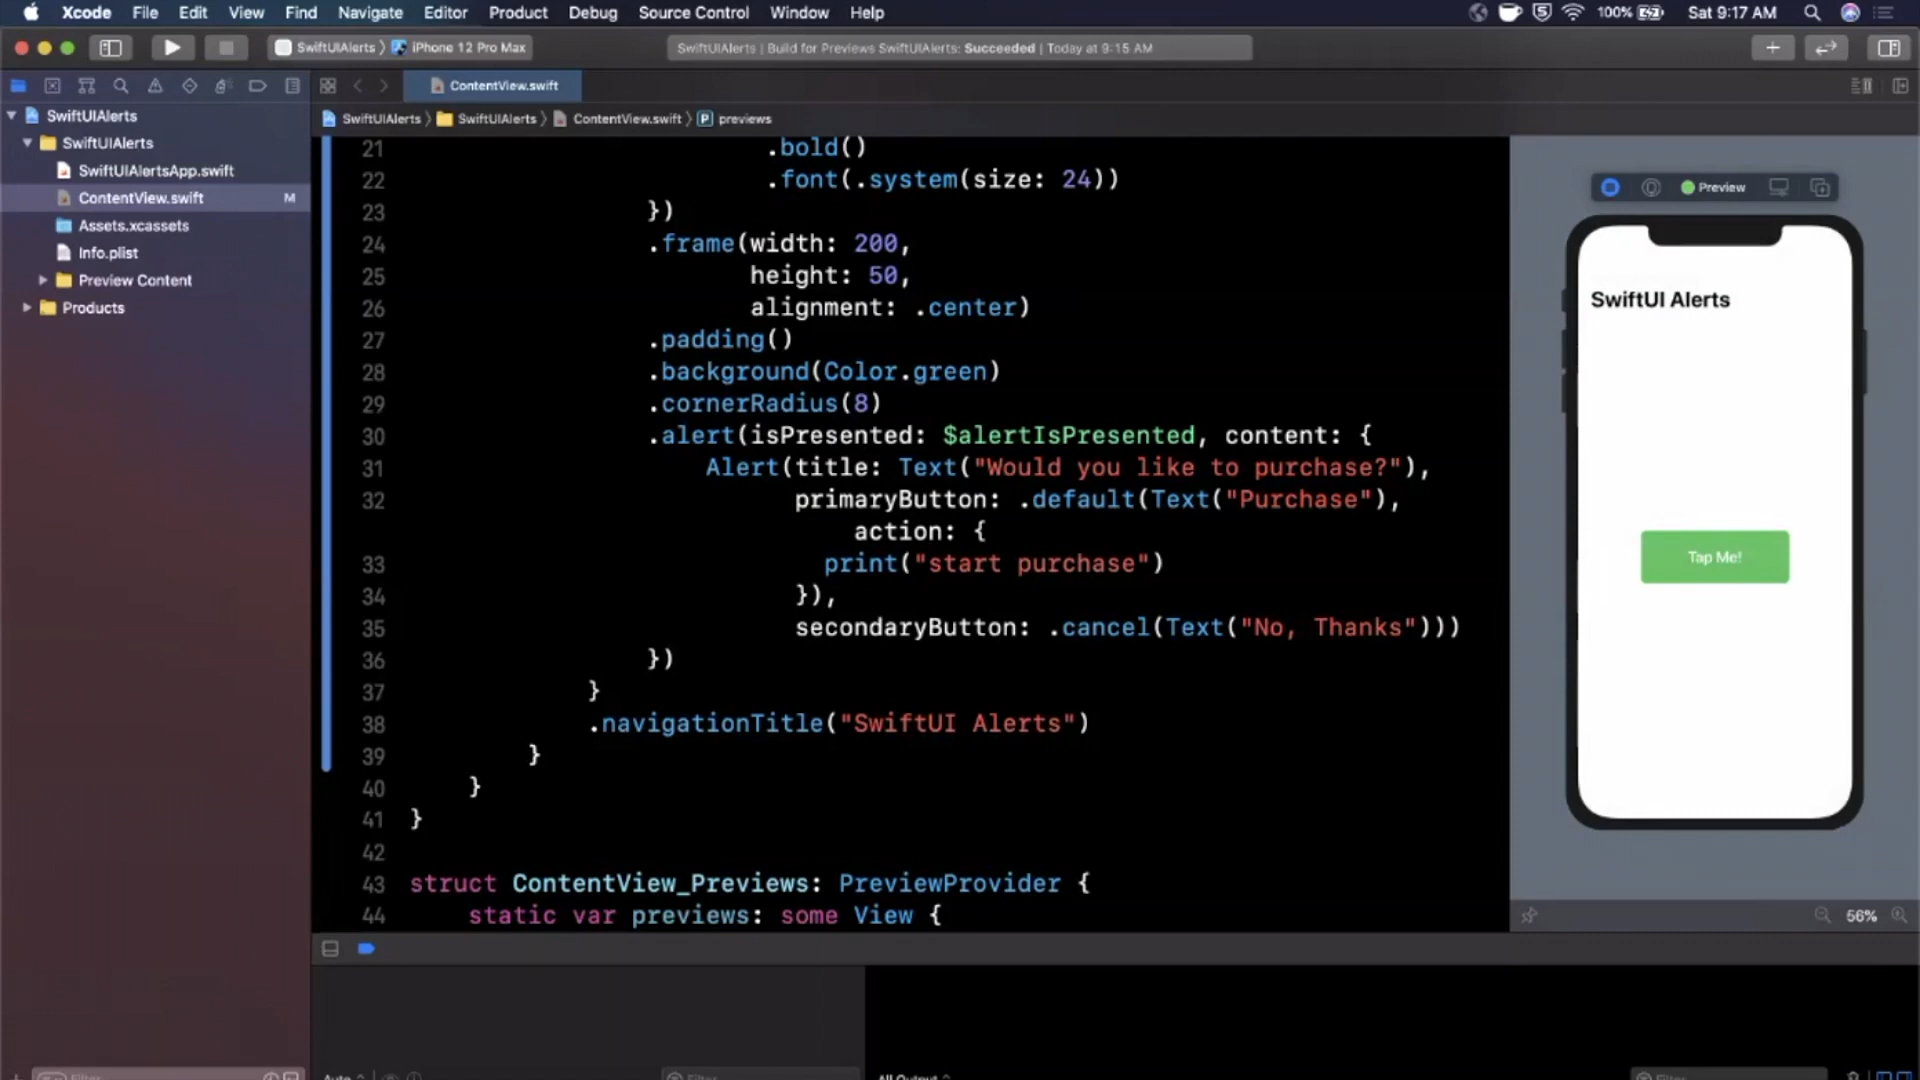 Xcode File Edit View Find Navigate Editor Product Debug Source Control Window Help 100% Sat 9:17 AM
SwiftUIAlerts iPhone 12 Pro Max SwiftUIAlerts | Build for Previews SwiftUIAlerts: Succeeded | Today at 9:15 AM
ContentView.swift
SwiftUIAlerts SwiftUIAlerts ContentView.swift P previews
SwiftUIAlerts
SwiftUIAlerts
SwiftUIAlertsApp.swift
ContentView.swift M
Assets.xcassets
Info.plist
Preview Content
Products
21 .bold()
22 .font(.system(size: 24))
23 })
24 .frame(width: 200,
25 height: 50,
26 alignment: .center)
27 .padding()
28 .background(Color.green)
29 .cornerRadius(8)
30 .alert(isPresented: $alertIsPresented, content: {
31 Alert(title: Text("Would you like to purchase?"),
32 primaryButton: .default(Text("Purchase"),
action: {
33 print("start purchase")
34 }),
35 secondaryButton: .cancel(Text("No, Thanks")))
36 })
37 }
38 .navigationTitle("SwiftUI Alerts")
39 }
40 }
41 }
42
43 struct ContentView_Previews: PreviewProvider {
44 static var previews: some View {
Preview
SwiftUI Alerts
Tap Me!
56%
Filter
Auto
Filter
All Output
Filter